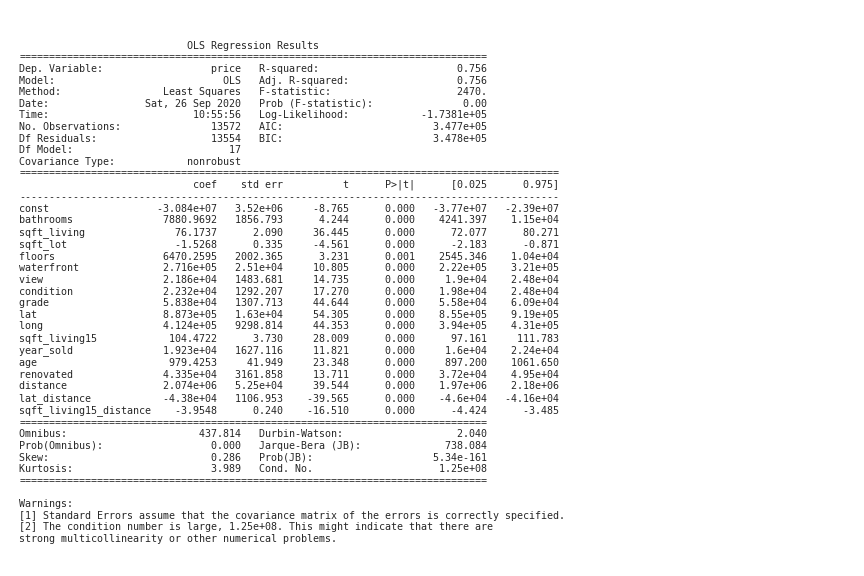 OLS Regression Results
==============================================================================
Dep. Variable:                  price   R-squared:                       0.756
Model:                            OLS   Adj. R-squared:                  0.756
Method:                 Least Squares   F-statistic:                     2470.
Date:                Sat, 26 Sep 2020   Prob (F-statistic):               0.00
Time:                        10:55:56   Log-Likelihood:            -1.7381e+05
No. Observations:               13572   AIC:                         3.477e+05
Df Residuals:                   13554   BIC:                         3.478e+05
Df Model:                          17
Covariance Type:            nonrobust
==========================================================================================
                             coef    std err          t      P>|t|      [0.025      0.975]
------------------------------------------------------------------------------------------
const                  -3.084e+07   3.52e+06     -8.765      0.000   -3.77e+07   -2.39e+07
bathrooms               7880.9692   1856.793      4.244      0.000    4241.397    1.15e+04
sqft_living               76.1737      2.090     36.445      0.000      72.077      80.271
sqft_lot                  -1.5268      0.335     -4.561      0.000      -2.183      -0.871
floors                  6470.2595   2002.365      3.231      0.001    2545.346    1.04e+04
waterfront              2.716e+05   2.51e+04     10.805      0.000    2.22e+05    3.21e+05
view                    2.186e+04   1483.681     14.735      0.000     1.9e+04    2.48e+04
condition               2.232e+04   1292.207     17.270      0.000    1.98e+04    2.48e+04
grade                   5.838e+04   1307.713     44.644      0.000    5.58e+04    6.09e+04
lat                     8.873e+05   1.63e+04     54.305      0.000    8.55e+05    9.19e+05
long                    4.124e+05   9298.814     44.353      0.000    3.94e+05    4.31e+05
sqft_living15            104.4722      3.730     28.009      0.000      97.161     111.783
year_sold               1.923e+04   1627.116     11.821      0.000     1.6e+04    2.24e+04
age                      979.4253     41.949     23.348      0.000     897.200    1061.650
renovated               4.335e+04   3161.858     13.711      0.000    3.72e+04    4.95e+04
distance                2.074e+06   5.25e+04     39.544      0.000    1.97e+06    2.18e+06
lat_distance            -4.38e+04   1106.953    -39.565      0.000    -4.6e+04   -4.16e+04
sqft_living15_distance    -3.9548      0.240    -16.510      0.000      -4.424      -3.485
==============================================================================
Omnibus:                      437.814   Durbin-Watson:                   2.040
Prob(Omnibus):                  0.000   Jarque-Bera (JB):              738.084
Skew:                           0.286   Prob(JB):                    5.34e-161
Kurtosis:                       3.989   Cond. No.                     1.25e+08
==============================================================================

Warnings:
[1] Standard Errors assume that the covariance matrix of the errors is correctly specified.
[2] The condition number is large, 1.25e+08. This might indicate that there are
strong multicollinearity or other numerical problems.